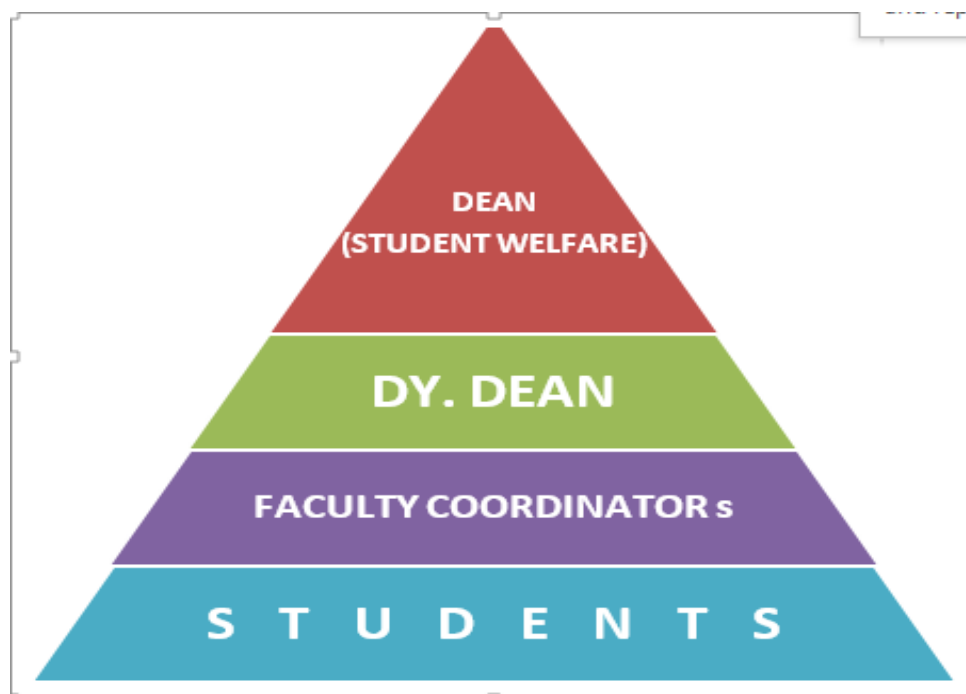 DEAN
(STUDENT WELFARE)
DY. DEAN
FACULTY COORDINATOR s
S T U D E N T S